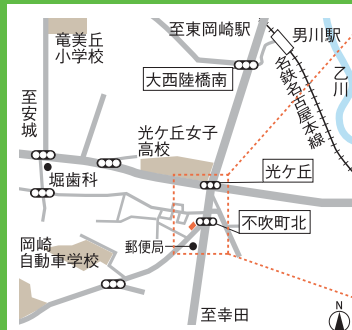 竜美丘
小学校
至東岡崎駅
男川駅
大西陸橋南
名鉄名古屋本線
乙川
至安城
光ケ丘女子
高校
光ケ丘
堀歯科
不吹町北
岡崎
自動車学校
郵便局
至幸田
N